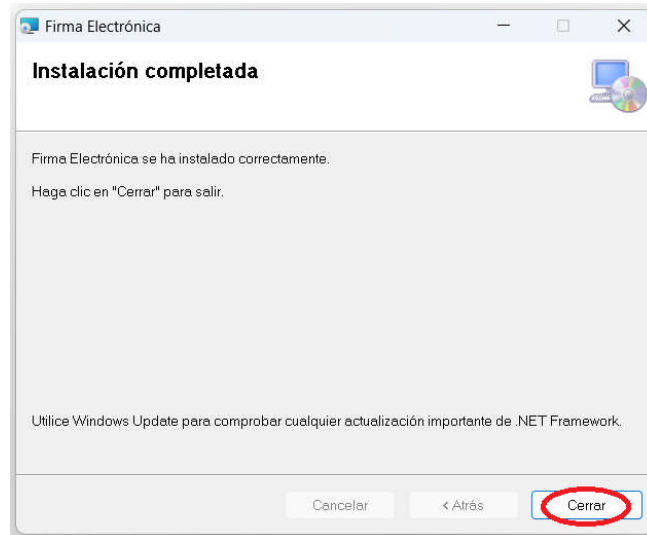 Firma Electrónica
Instalación completada
Firma Electrónica se ha instalado correctamente.
Haga clic en "Cerrar" para salir.
Utilice Windows Update para comprobar cualquier actualización importante de .NET Framework.
Cancelar
< Atrás
Cerrar